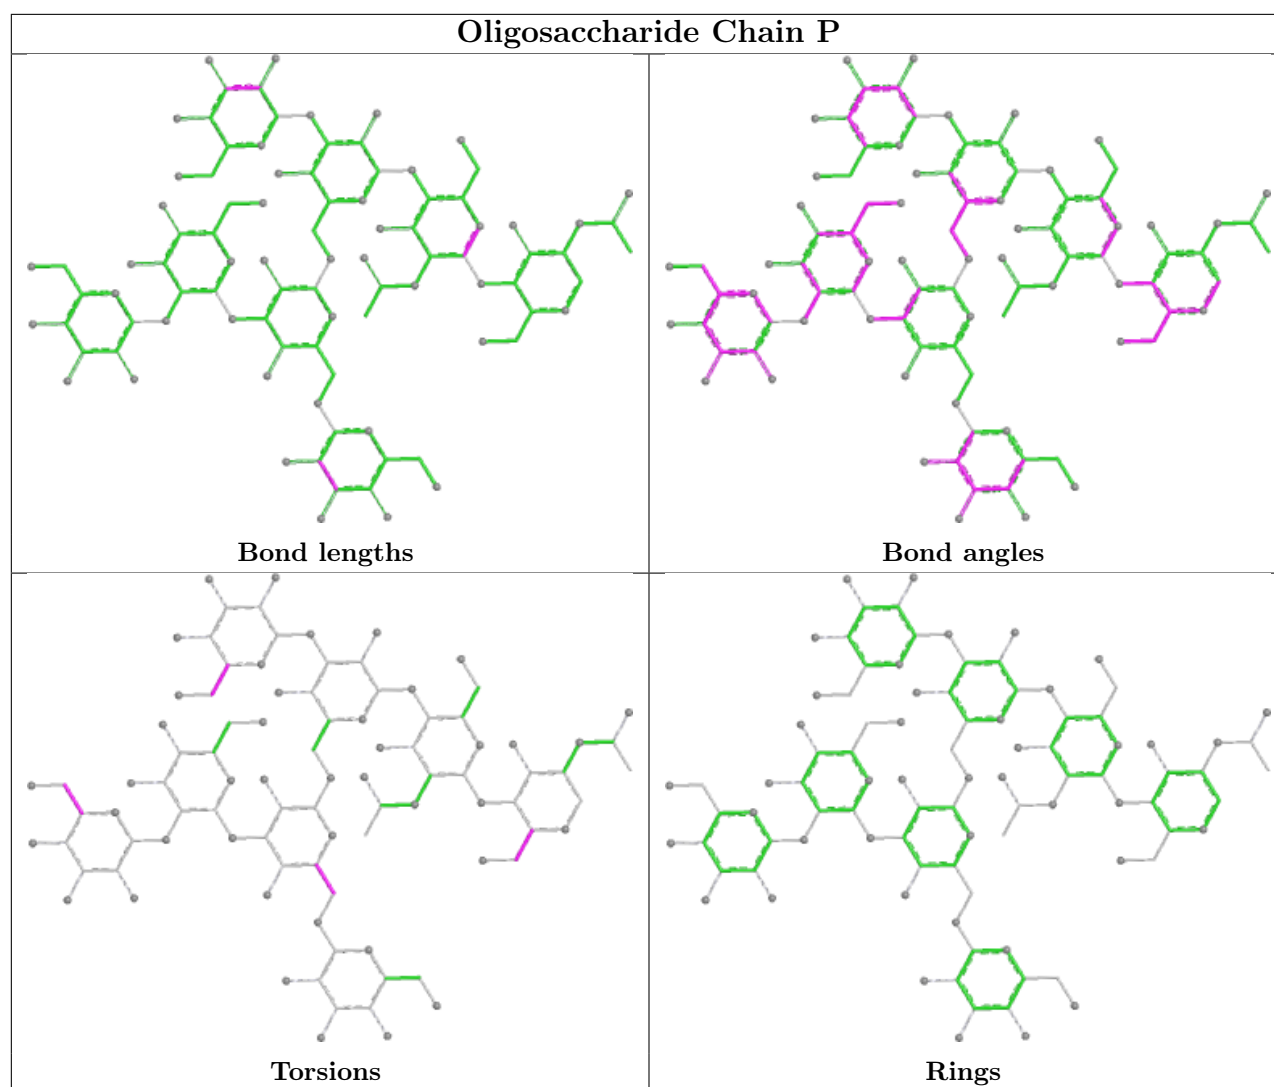 Oligosaccharide Chain P
Bond lengths
Bond angles
Torsions
Rings